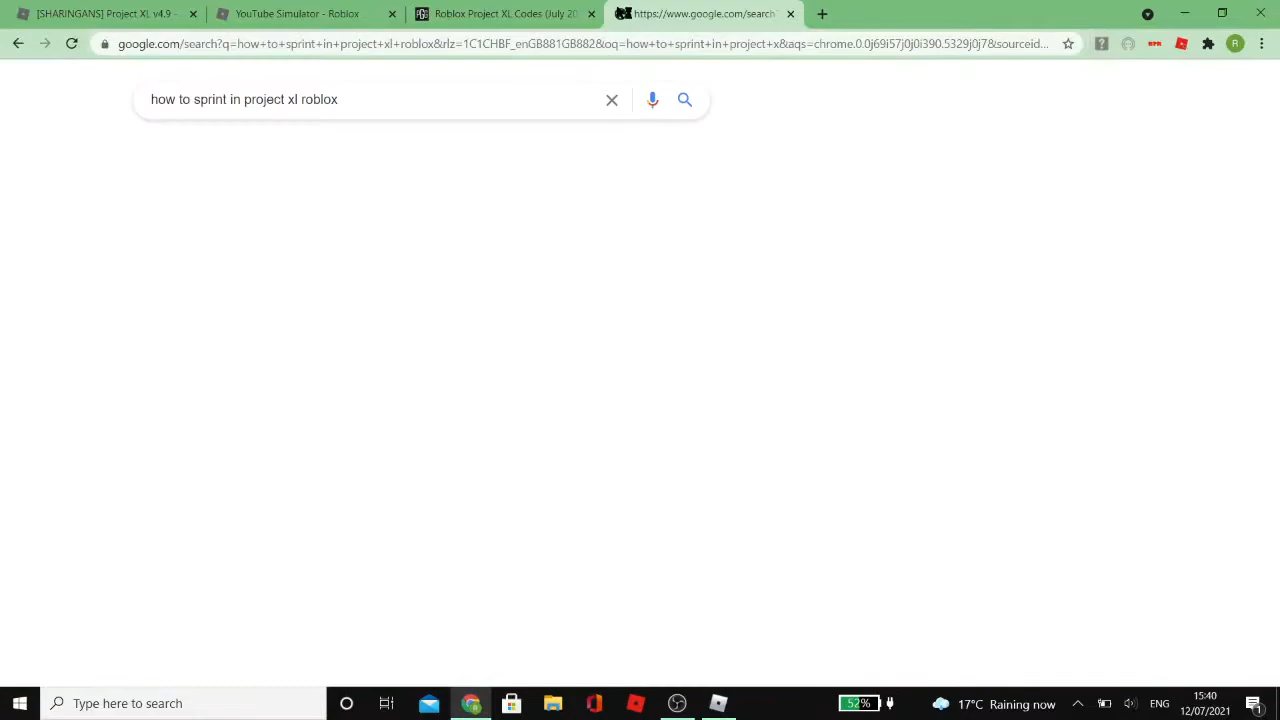 [SHARINGANS] Project XL v4.9 -
YouTube Simulator - Roblox
Roblox Project XL Codes (July 20
https://www.google.com/search?
google.com/search?q=how+to+sprint+in+project+xl+roblox&rlz=1C1CHBF_enGB881GB882&oq=how+to+sprint+in+project+x&aqs=chrome.0.0j69i57j0j0i390.5329j0j7&sourceid...
R
how to sprint in project xl roblox
Type here to search
52%
17°C Raining now
ENG
15:40
12/07/2021
1